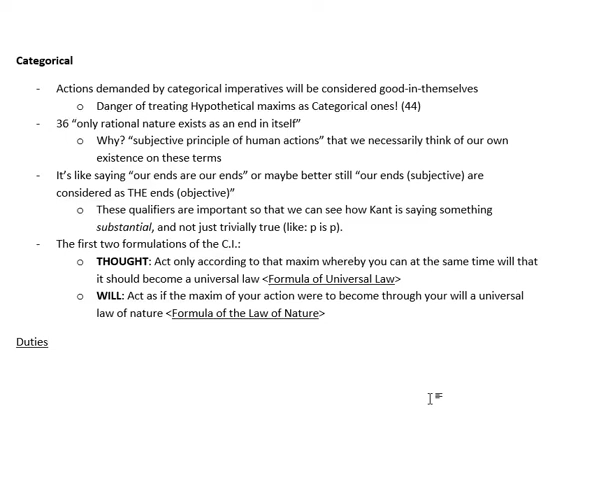 Categorical
- Actions demanded by categorical imperatives will be considered good-in-themselves
o Danger of treating Hypothetical maxims as Categorical ones! (44)
- 36 “only rational nature exists as an end in itself”
o Why? “subjective principle of human actions” that we necessarily think of our own
existence on these terms
- It’s like saying “our ends are our ends” or maybe better still “our ends (subjective) are
considered as THE ends (objective)”
o These qualifiers are important so that we can see how Kant is saying something
substantial, and not just trivially true (like: p is p).
- The first two formulations of the C.I.:
o THOUGHT: Act only according to that maxim whereby you can at the same time will that
it should become a universal law <Formula of Universal Law>
o WILL: Act as if the maxim of your action were to become through your will a universal
law of nature <Formula of the Law of Nature>
Duties